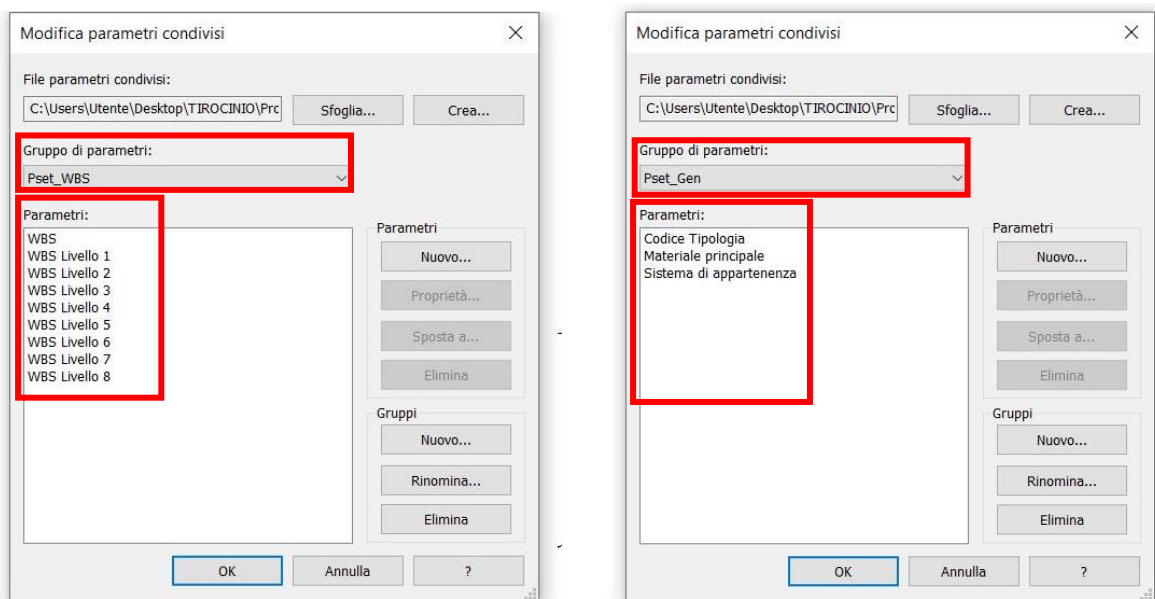 Modifica parametri condivisi
File parametri condivisi:
C:\Users\Utente\Desktop\TIROCINIO\Prc
Sfoglia...
Crea...
Gruppo di parametri:
Pset_WBS
Parametri:
WBS
WBS Livello 1
WBS Livello 2
WBS Livello 3
WBS Livello 4
WBS Livello 5
WBS Livello 6
WBS Livello 7
WBS Livello 8
Parametri
Nuovo...
Proprietà...
Sposta a...
Elimina
Gruppi
Nuovo...
Rinomina...
Elimina
OK
Annulla
?
Modifica parametri condivisi
File parametri condivisi:
C:\Users\Utente\Desktop\TIROCINIO\Prc
Sfoglia...
Crea...
Gruppo di parametri:
Pset_Gen
Parametri:
Codice Tipologia
Materiale principale
Sistema di appartenenza
Parametri
Nuovo...
Proprietà...
Sposta a...
Elimina
Gruppi
Nuovo...
Rinomina...
Elimina
OK
Annulla
?